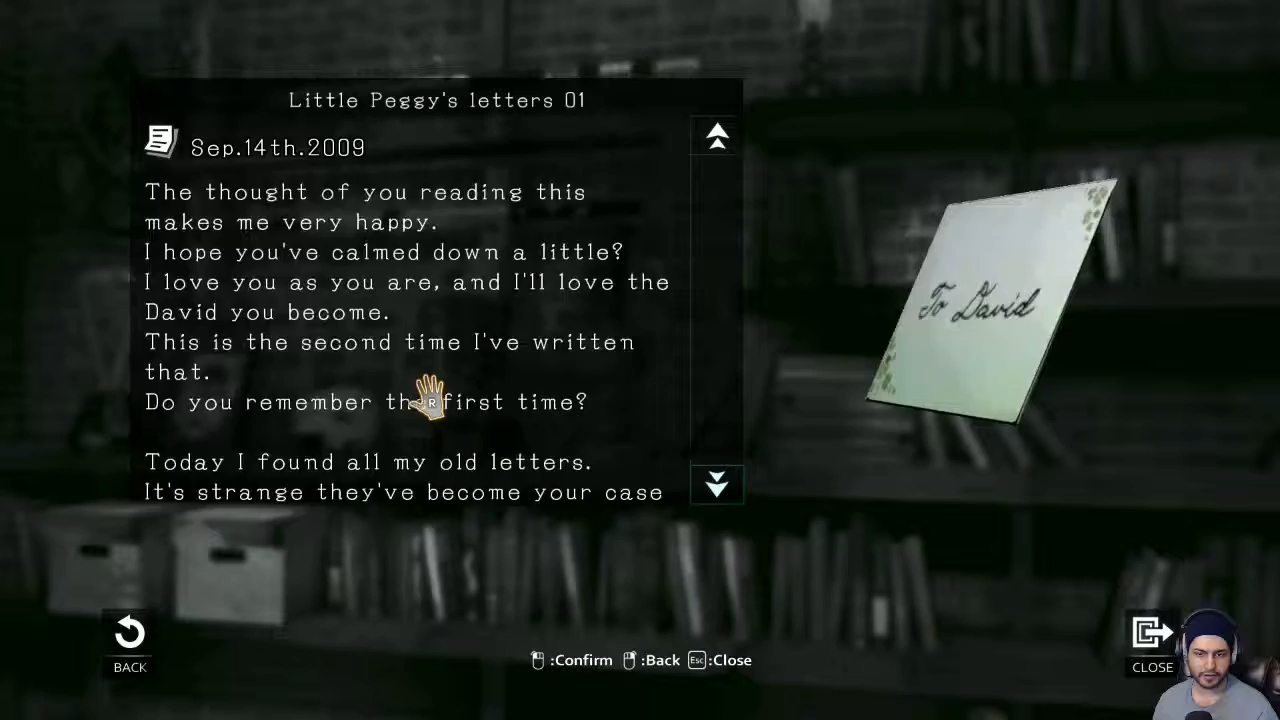 Little Peggy's letters 01
Sep.14th.2009
The thought of you reading this
makes me very happy.
I hope you've calmed down a little?
I love you as you are, and I'll love the
David you become.
This is the second time I've written
that.
Do you remember the first time?
Today I found all my old letters.
It's strange they've become your case
To David
R
BACK
:Confirm :Back Esc:Close
CLOSE